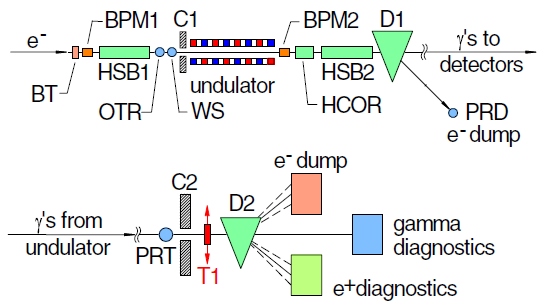 BPM1
C1
BPM2
D1
e-
γ's to
detectors
BT
HSB1
undulator
HSB2
OTR
WS
HCOR
PRD
e- dump
C2
D2
e- dump
γ's from
undulator
PRT
T1
gamma
diagnostics
e+diagnostics